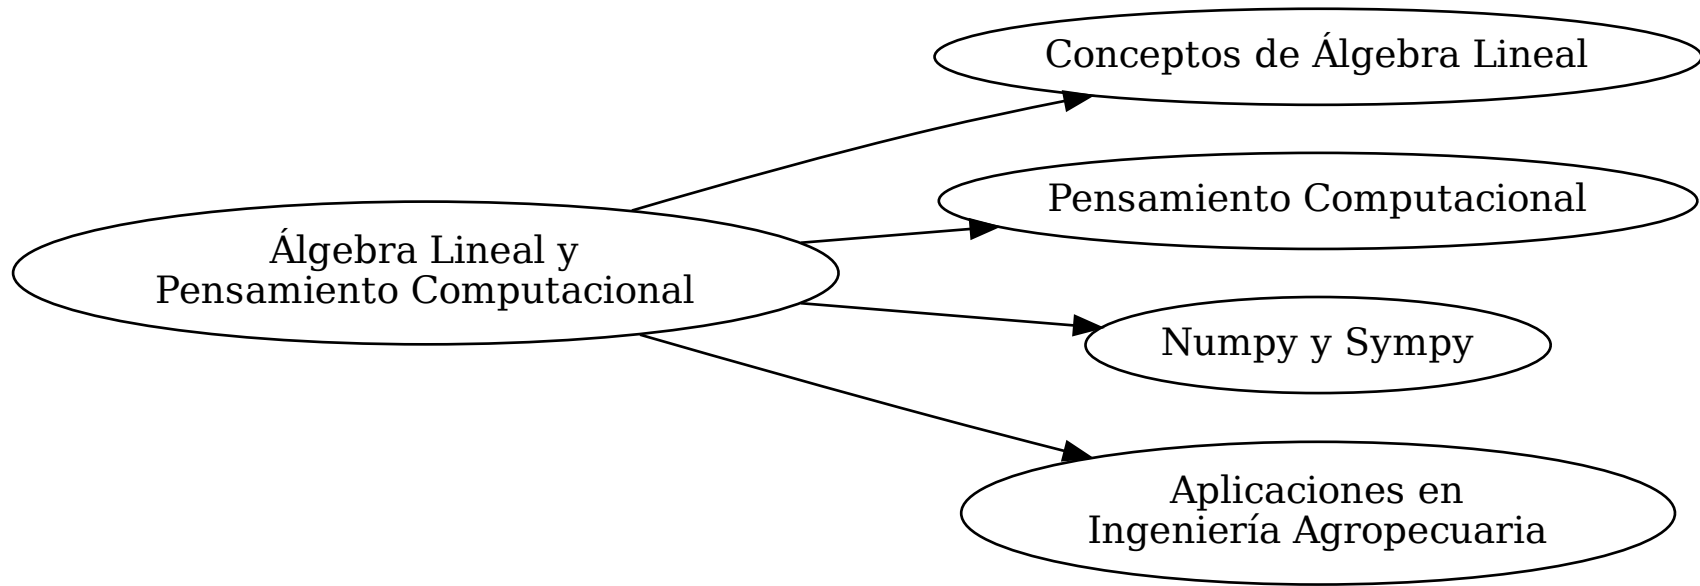 Conceptos de Álgebra Lineal
Pensamiento Computacional
Álgebra Lineal y
Pensamiento Computacional
Numpy y Sympy
Aplicaciones en
Ingeniería Agropecuaria